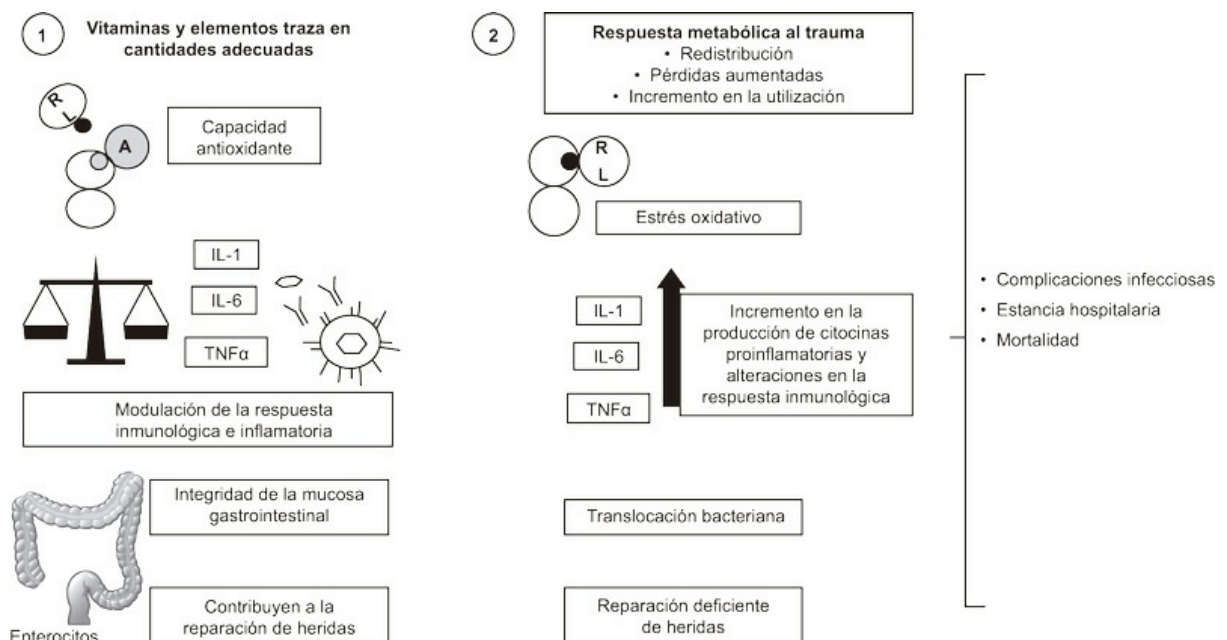 1
Vitaminas y elementos traza en
cantidades adecuadas
R
L
A
Capacidad
antioxidante
IL-1
IL-6
TNFα
Modulación de la respuesta
inmunológica e inflamatoria
Integridad de la mucosa
gastrointestinal
Contribuyen a la
reparación de heridas
Enterocitos
2
Respuesta metabólica al trauma
• Redistribución
• Pérdidas aumentadas
• Incremento en la utilización
R
L
Estrés oxidativo
IL-1
IL-6
TNFα
Incremento en la
producción de citocinas
proinflamatorias y
alteraciones en la
respuesta inmunológica
Translocación bacteriana
Reparación deficiente
de heridas
• Complicaciones infecciosas
• Estancia hospitalaria
• Mortalidad